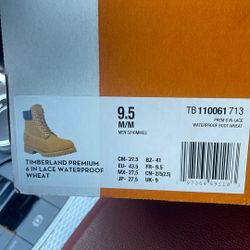 9.5
M/M
MEN'S/HOMMES
TB 110061 713
PREM 6 IN LACE
WATERPROOF BOOT WHEAT
TIMBERLAND PREMIUM
6 IN LACE WATERPROOF
WHEAT
CM- 27.5 BZ- 41
EU- 43.5 FR- 9.5
MX- 27.5 CN- 275(2.5)
JP- 27.5 UK- 9